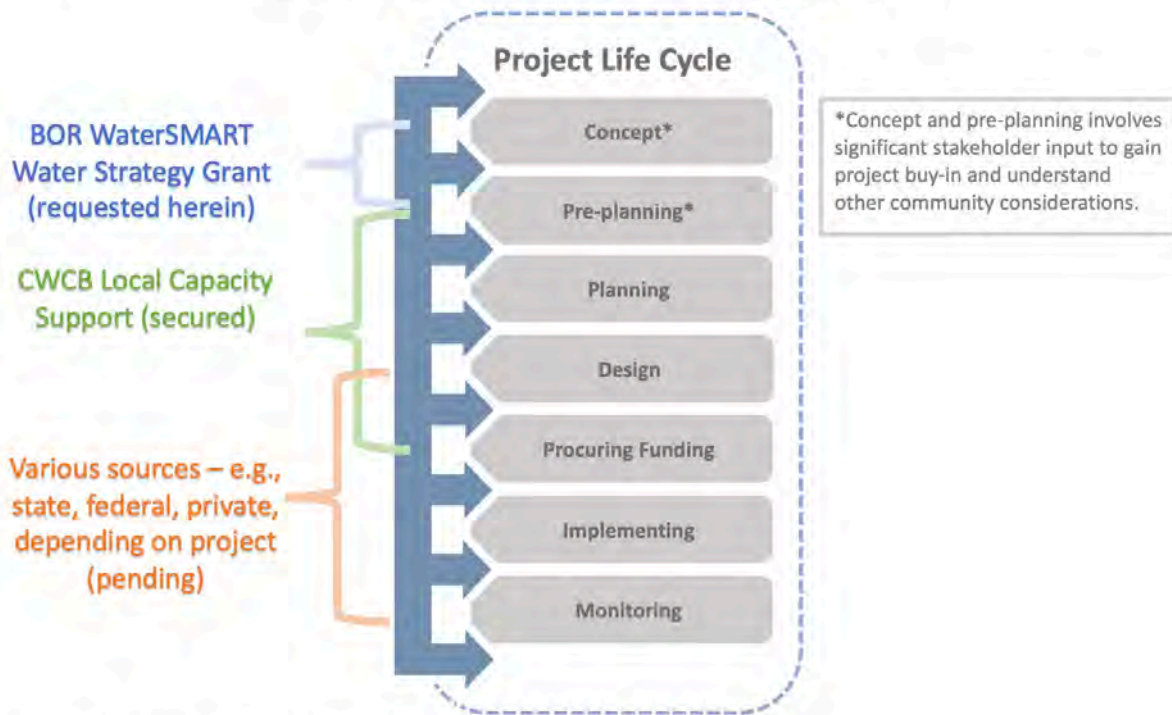 Project Life Cycle
BOR WaterSMART
Water Strategy Grant
(requested herein)
CWCB Local Capacity
Support (secured)
Various sources – e.g.,
state, federal, private,
depending on project
(pending)
Concept*
Pre-planning*
Planning
Design
Procuring Funding
Implementing
Monitoring
*Concept and pre-planning involves
significant stakeholder input to gain
project buy-in and understand
other community considerations.